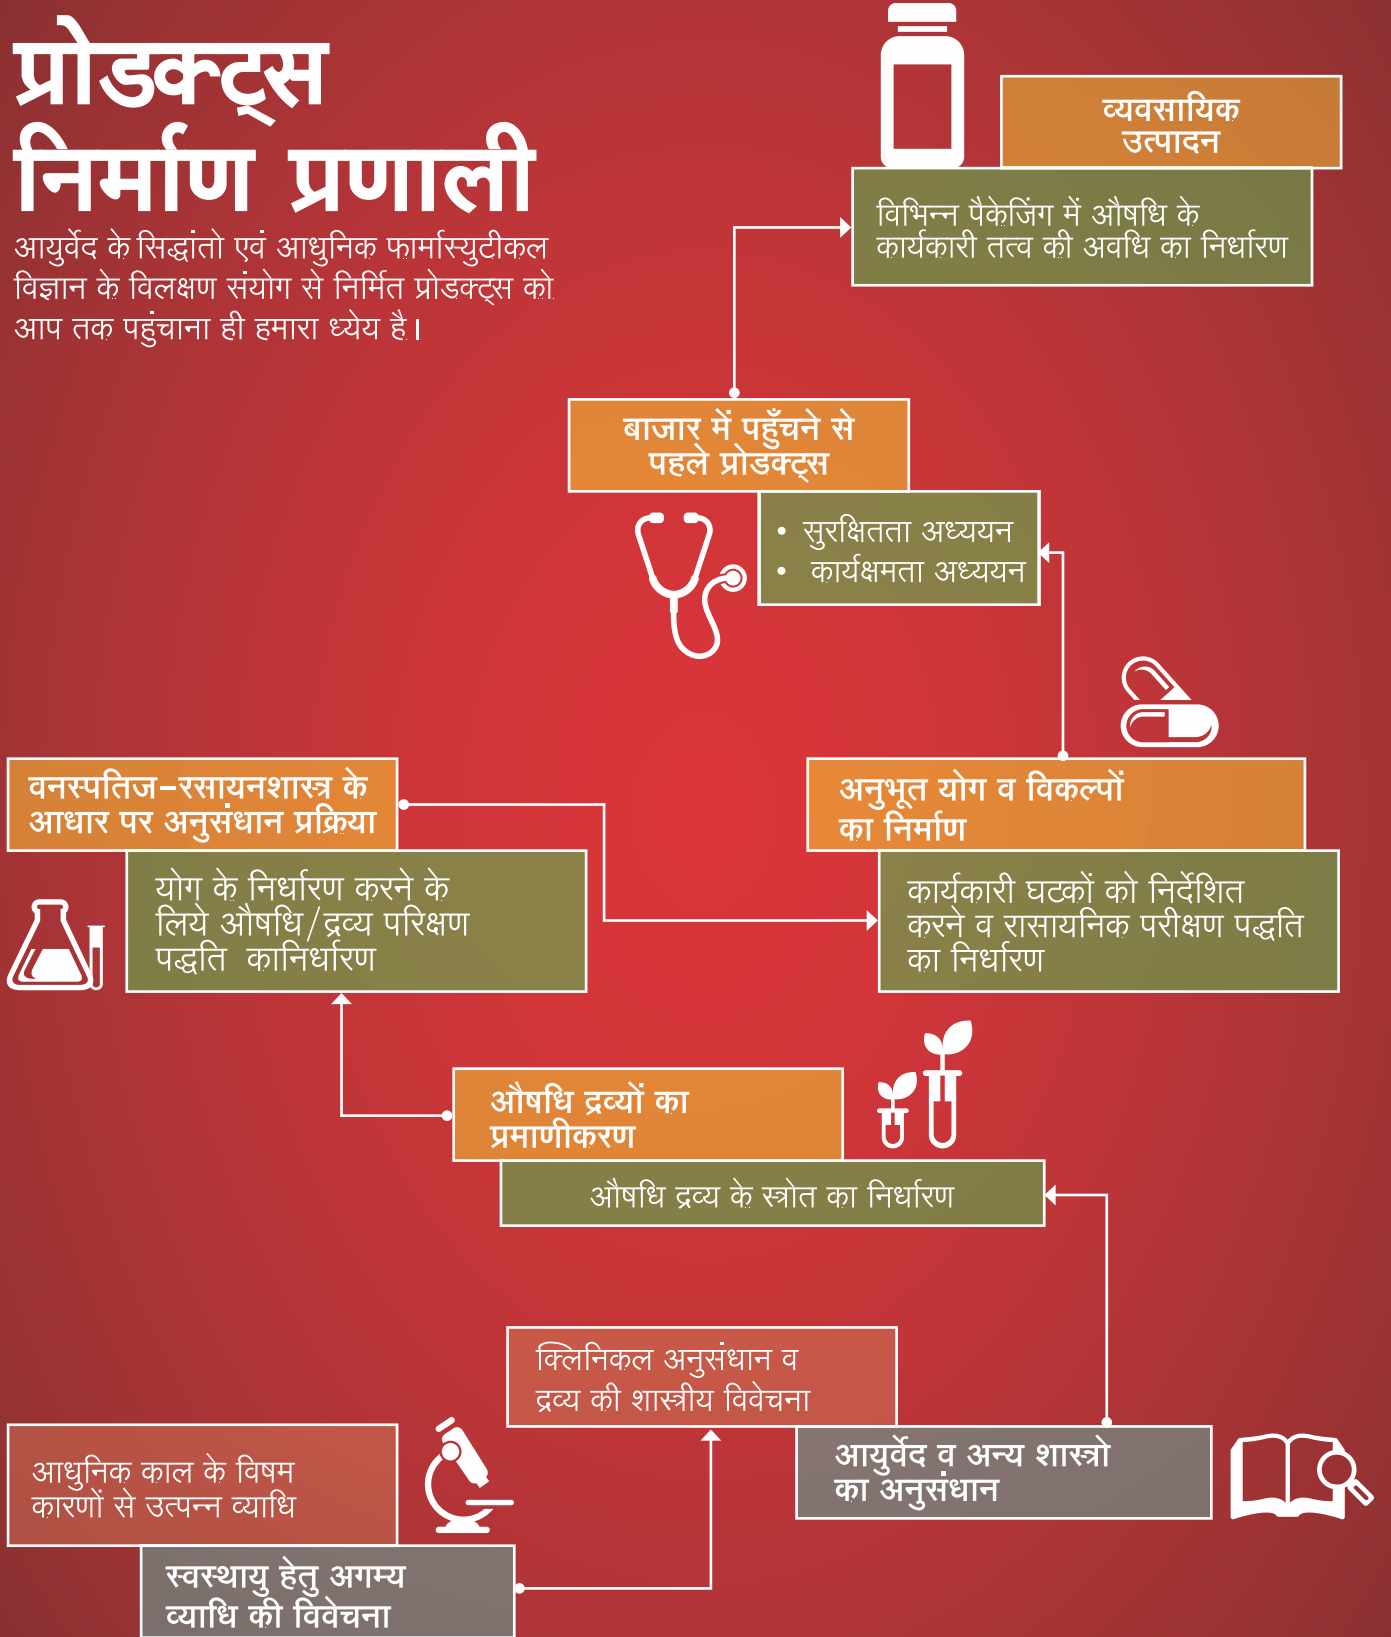 प्रोडक्ट्स
निर्माण प्रणाली
आयुर्वेद के सिद्धांतो एवं आधुनिक फार्मास्युटीकल
विज्ञान के विलक्षण संयोग से निर्मित प्रोडक्ट्स को
आप तक पहुंचाना ही हमारा ध्येय है।
व्यवसायिक
उत्पादन
विभिन्न पैकेजिंग में औषधि के
कार्यकारी तत्व की अवधि का निर्धारण
बाजार में पहुँचने से
पहले प्रोडक्ट्स
• सुरक्षितता अध्ययन
• कार्यक्षमता अध्ययन
वनस्पतिज-रसायनशास्त्र के
आधार पर अनुसंधान प्रक्रिया
योग के निर्धारण करने के
लिये औषधि/द्रव्य परिक्षण
पद्धति कानिर्धारण
अनुभूत योग व विकल्पों
का निर्माण
कार्यकारी घटकों को निर्देशित
करने व रासायनिक परीक्षण पद्धति
का निर्धारण
औषधि द्रव्यों का
प्रमाणीकरण
औषधि द्रव्य के स्त्रोत का निर्धारण
क्लिनिकल अनुसंधान व
द्रव्य की शास्त्रीय विवेचना
आयुर्वेद व अन्य शास्त्रो
का अनुसंधान
आधुनिक काल के विषम
कारणों से उत्पन्न व्याधि
स्वस्थायु हेतु अगम्य
व्याधि की विवेचना